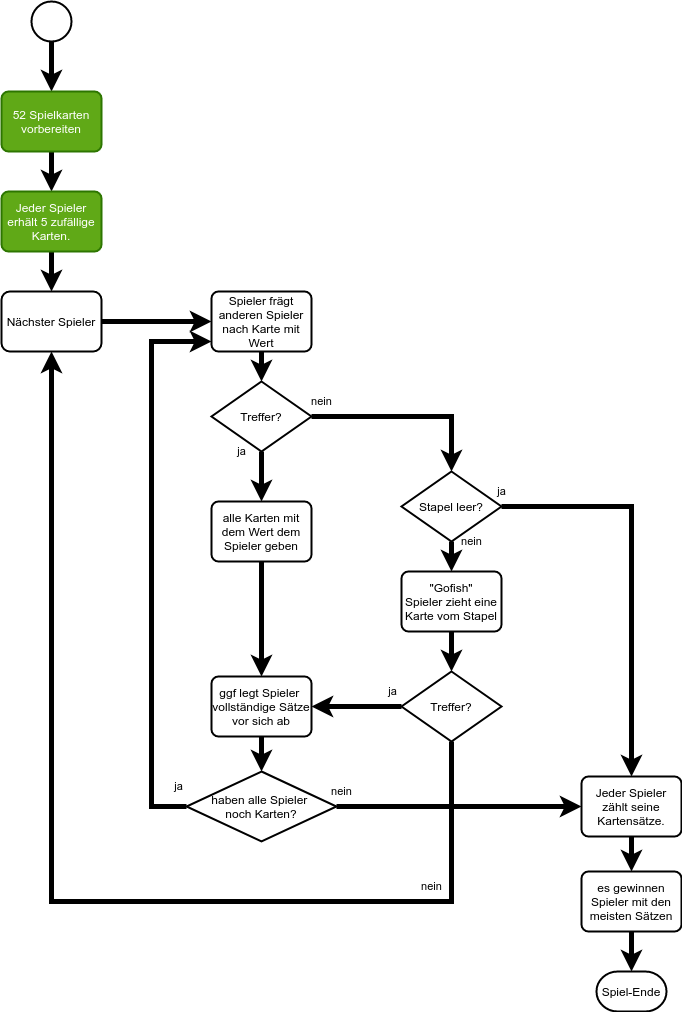 52 Spielkarten
vorbereiten
Jeder Spieler
erhält 5 zufällige
Karten.
Nächster Spieler
Spieler frägt
anderen Spieler
nach Karte mit
Wert
Treffer?
nein
ja
Stapel leer?
ja
nein
alle Karten mit
dem Wert dem
Spieler geben
"Gofish"
Spieler zieht eine
Karte vom Stapel
ggf legt Spieler
vollständige Sätze
vor sich ab
ja
Treffer?
ja
haben alle Spieler
noch Karten?
nein
Jeder Spieler
zählt seine
Kartensätze.
nein
es gewinnen
Spieler mit den
meisten Sätzen
Spiel-Ende